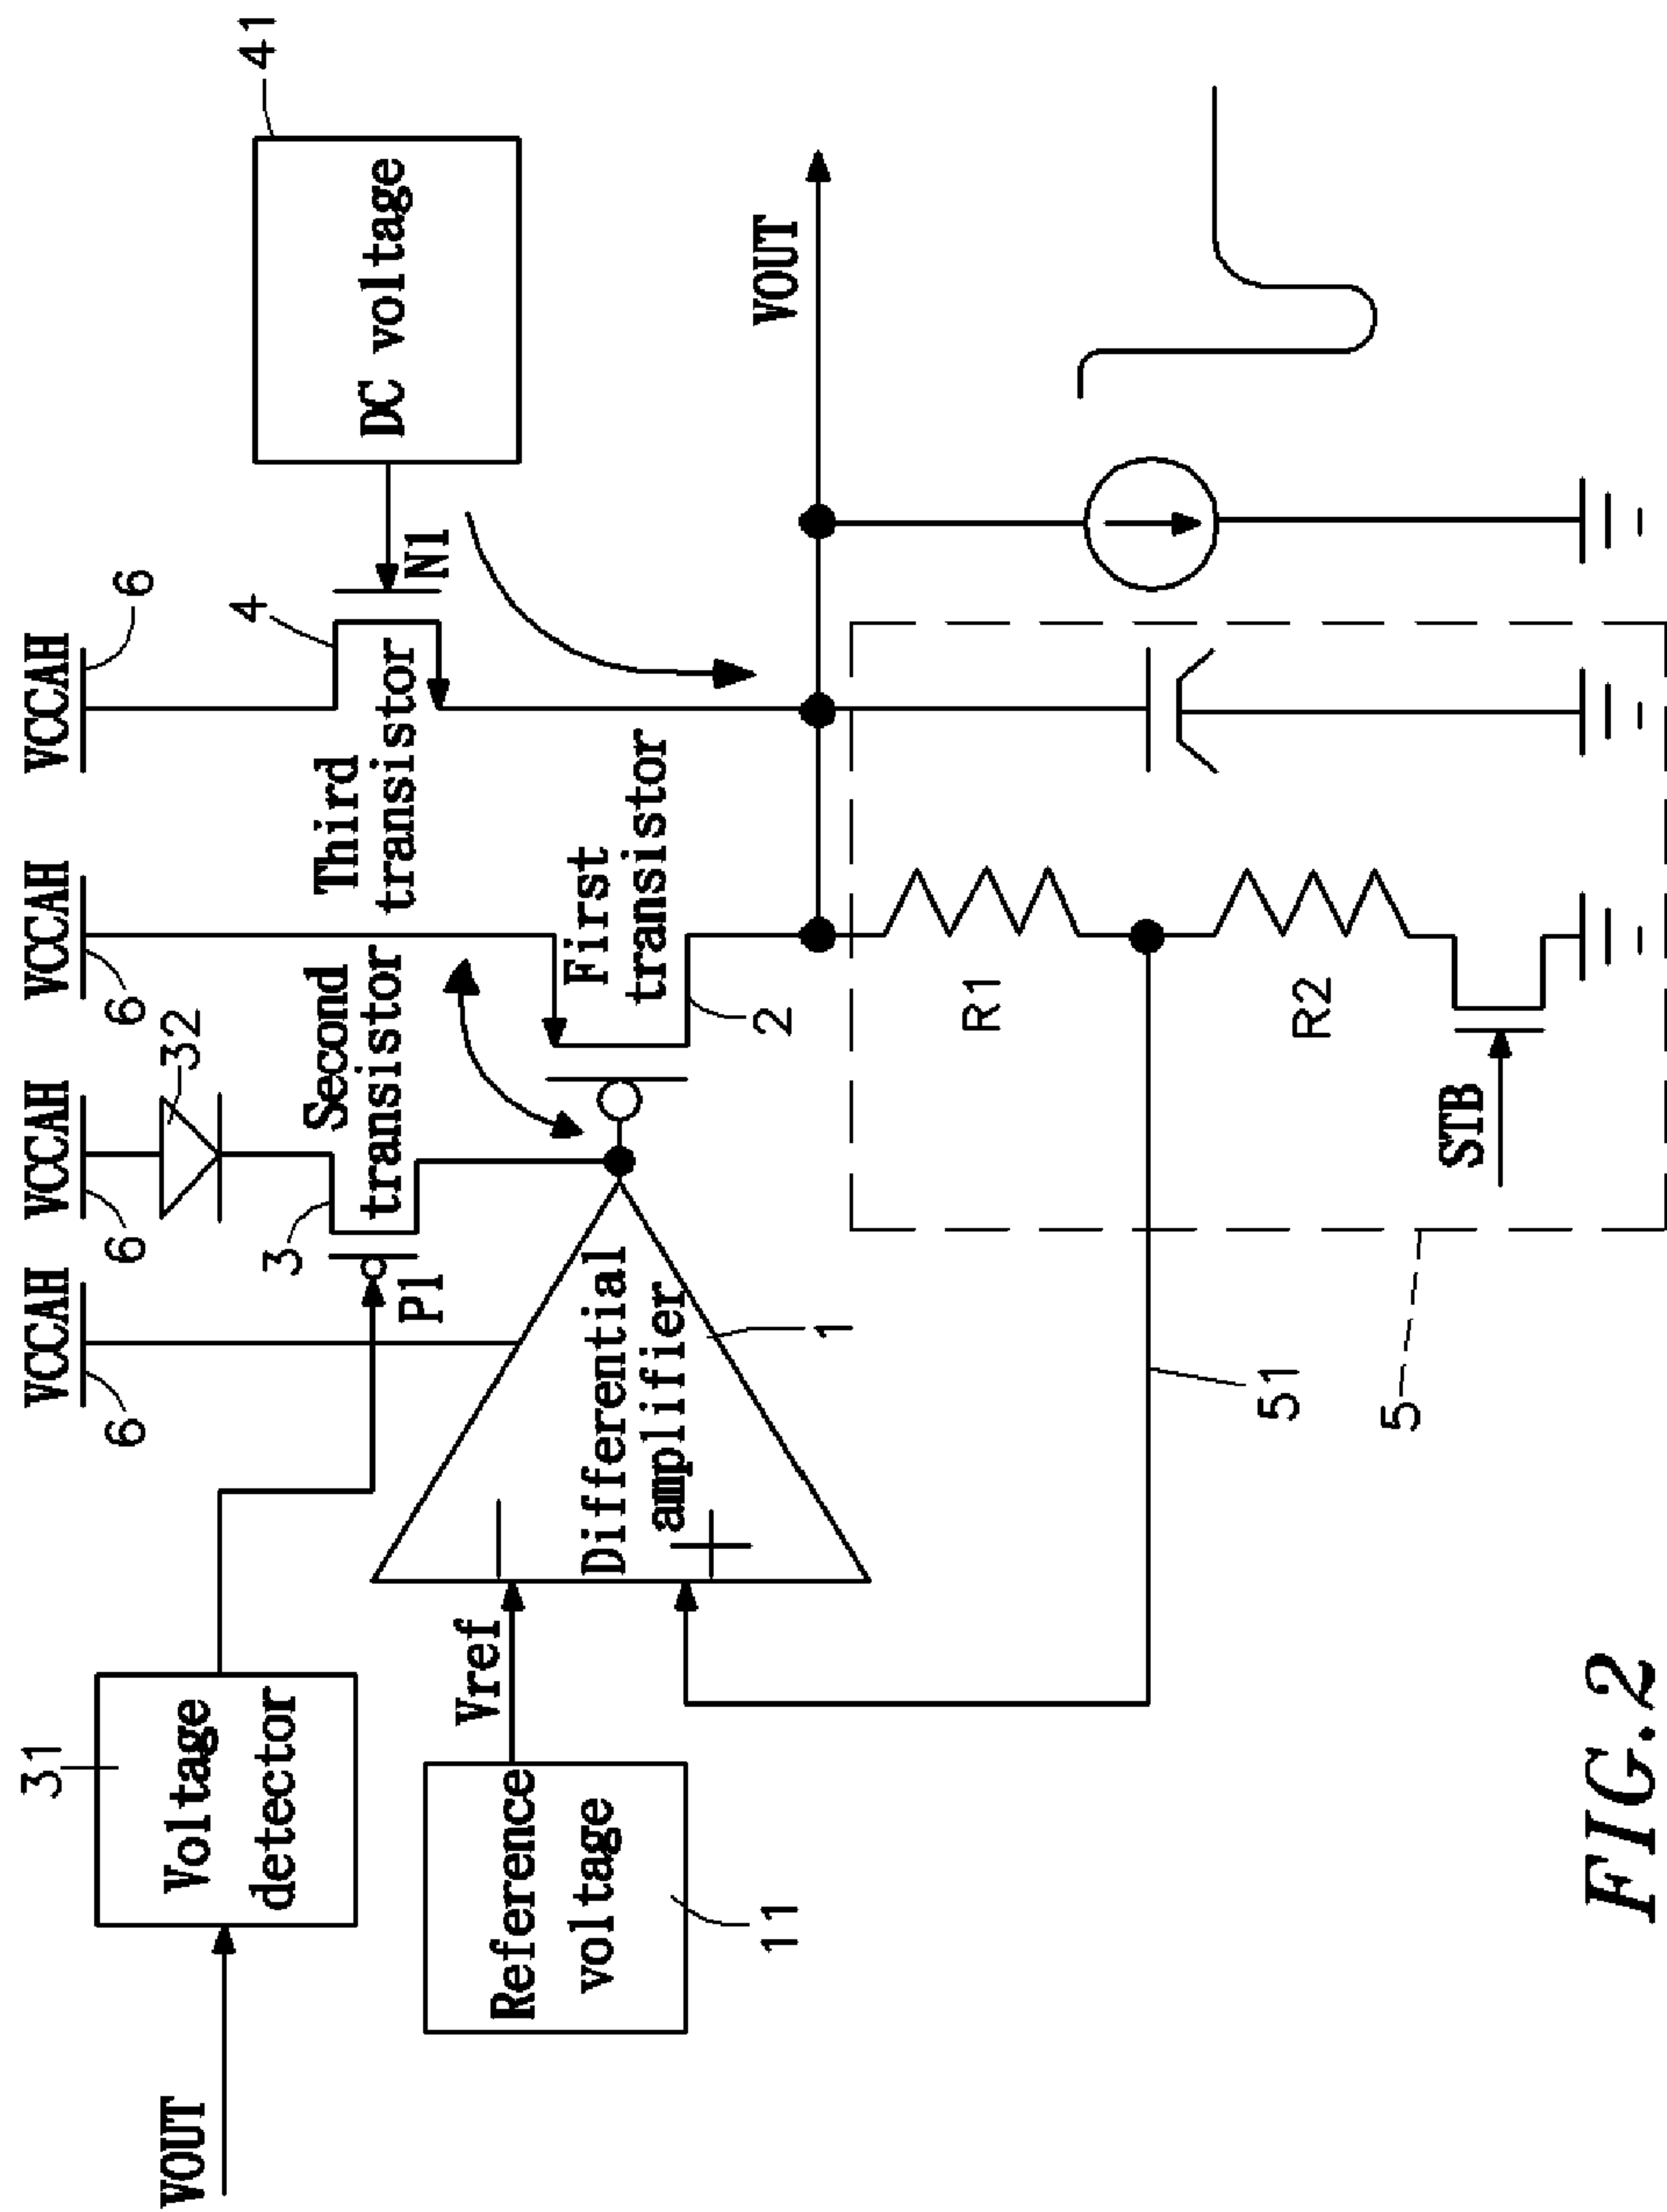 VCCAH
VCCAH
VCCAH
VCCAH
6
6
6
6
31
Voltage
detector
VOUT
32
3
P1
Second
transistor
Third
transistor
4
N1
DC voltage
41
Vref
Reference
voltage
11
Differential
amplifier
1
First
transistor
2
VOUT
R1
R2
STB
51
5
FIG.2